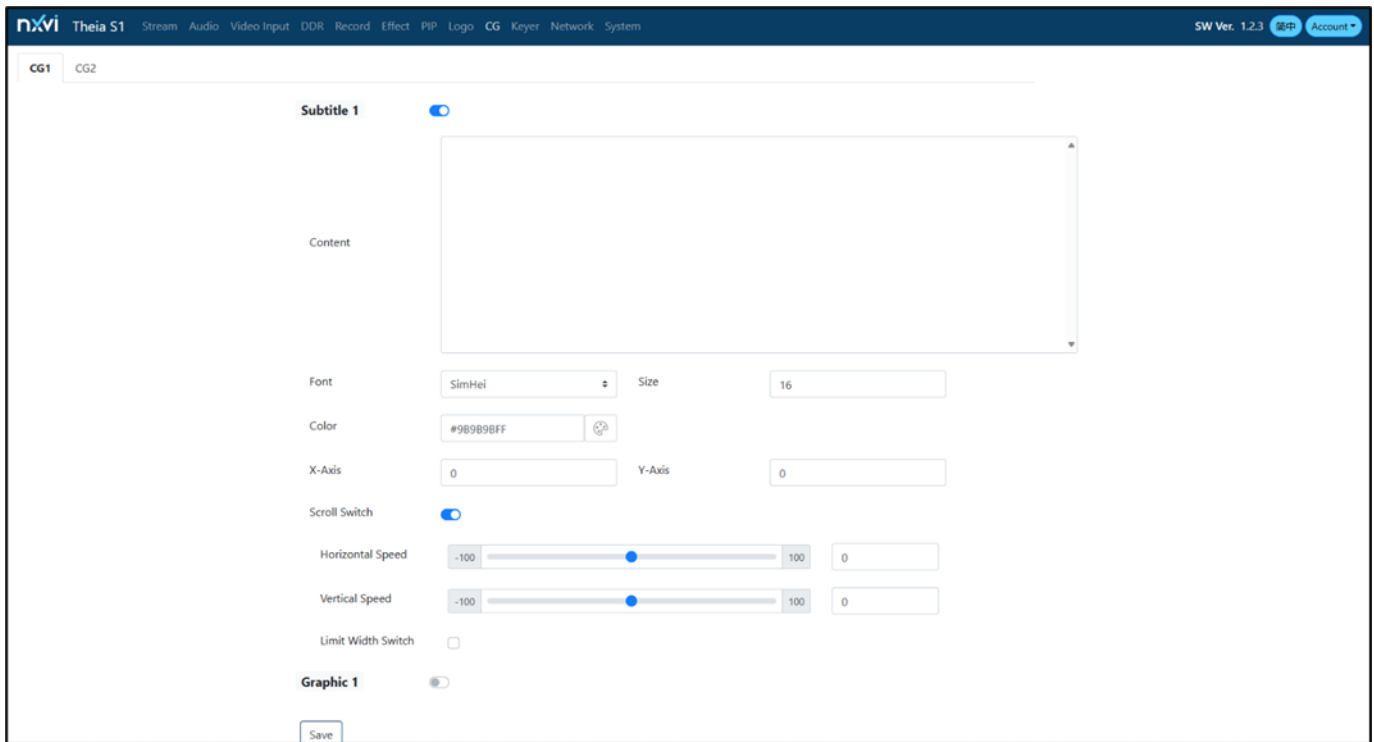 nxvi Theia S1 Stream Audio Video Input DDR Record Effect PIP Logo CG Keyer Network System SW Ver. 1.2.3 简中 Account
CG1 CG2
Subtitle 1
Content
Font SimHei Size 16
Color #9B9B9BFF
X-Axis 0 Y-Axis 0
Scroll Switch
Horizontal Speed -100 100 0
Vertical Speed -100 100 0
Limit Width Switch
Graphic 1
Save